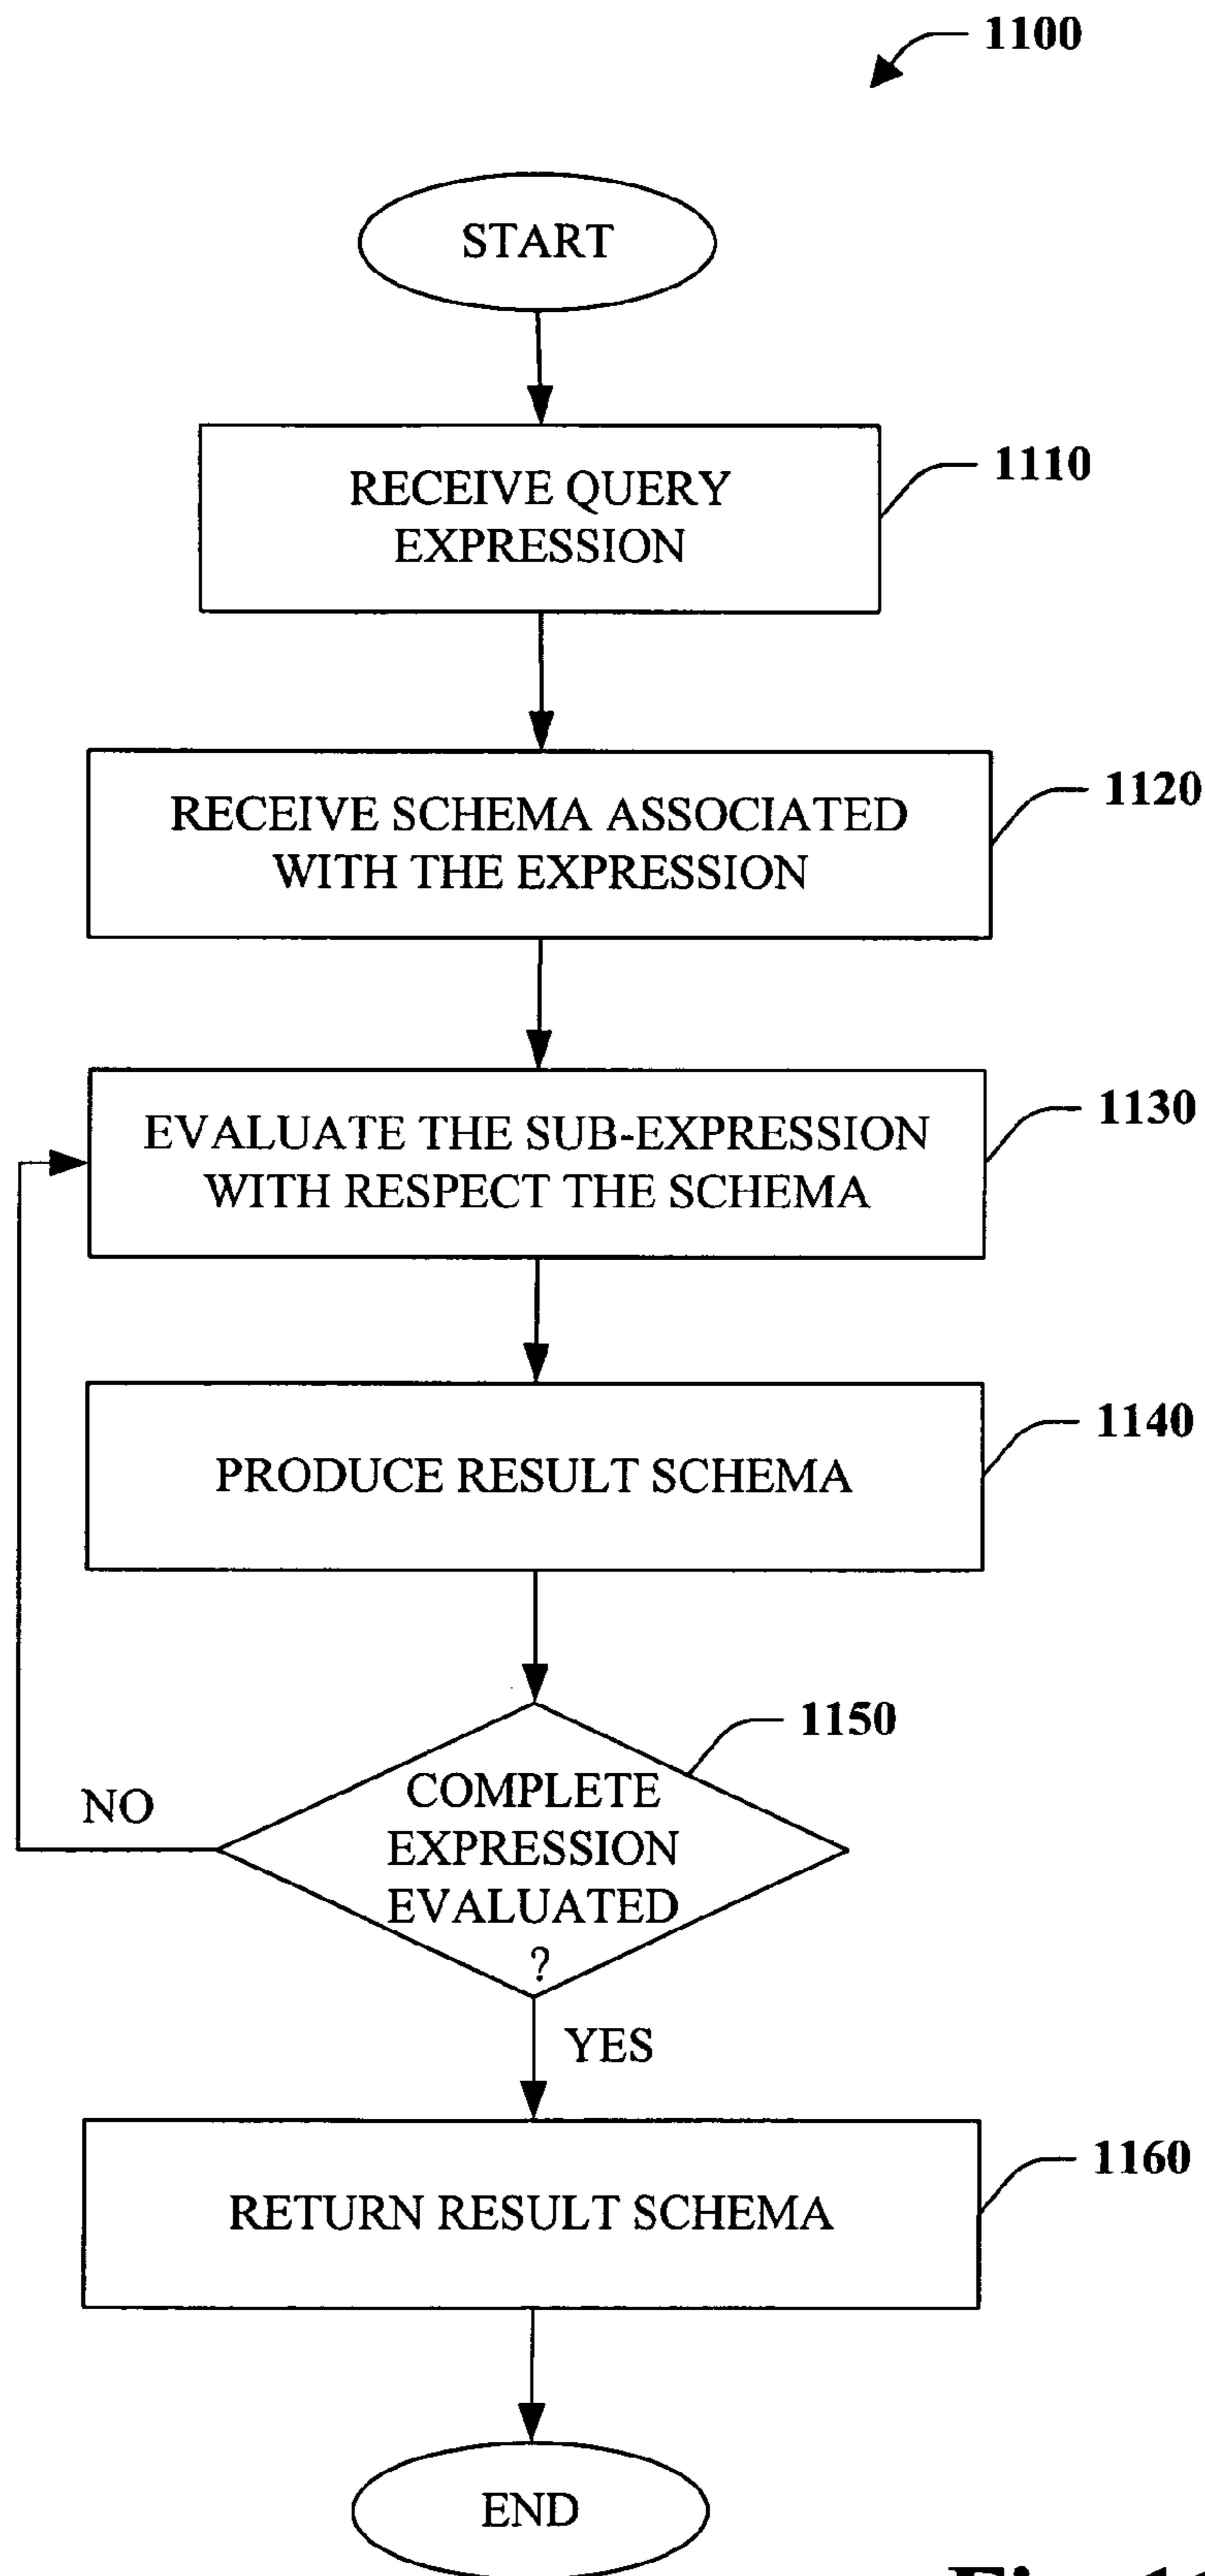 1100
START
RECEIVE QUERY
EXPRESSION
1110
RECEIVE SCHEMA ASSOCIATED
WITH THE EXPRESSION
1120
EVALUATE THE SUB-EXPRESSION
WITH RESPECT THE SCHEMA
1130
PRODUCE RESULT SCHEMA
1140
COMPLETE
EXPRESSION
EVALUATED
?
1150
NO
YES
RETURN RESULT SCHEMA
1160
END